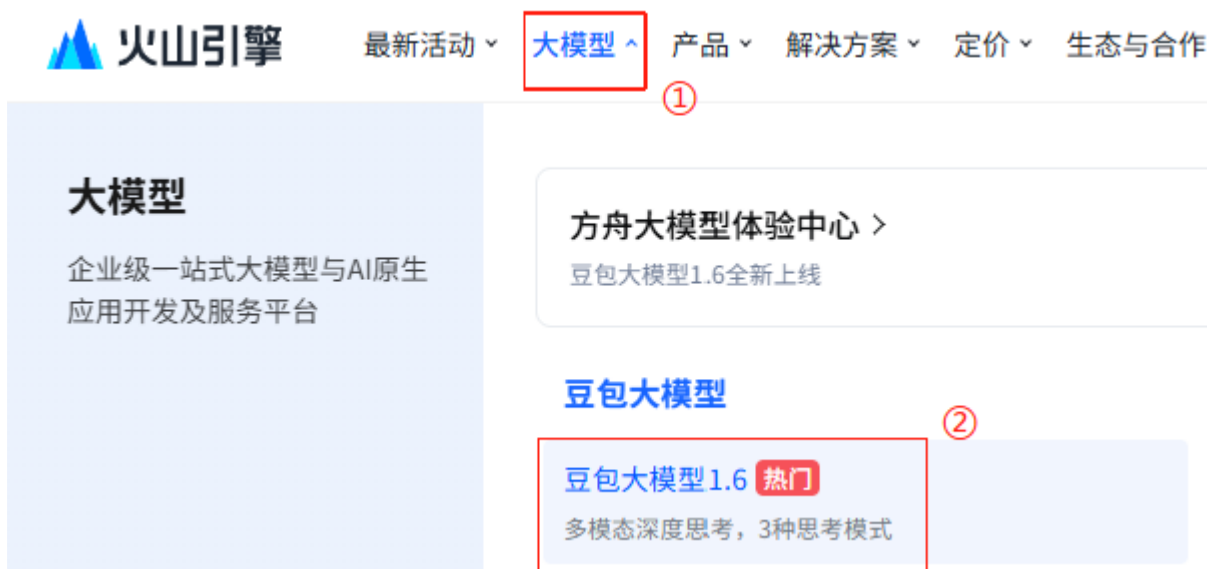 火山引擎 最新活动 大模型 产品 解决方案 定价 生态与合作
①
大模型
企业级一站式大模型与AI原生
应用开发及服务平台
方舟大模型体验中心 >
豆包大模型1.6全新上线
豆包大模型
②
豆包大模型1.6 热门
多模态深度思考，3种思考模式